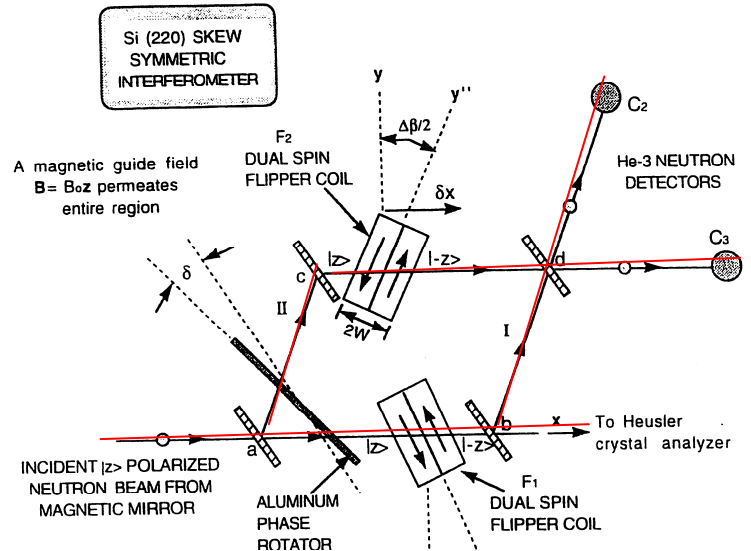 Si (220) SKEW
SYMMETRIC
INTERFEROMETER
y
y''
Δβ/2
C2
F2
DUAL SPIN
FLIPPER COIL
A magnetic guide field
B= B₀z permeates
entire region
He-3 NEUTRON
DETECTORS
δx
C3
|z>
|-z>
d
c
δ
II
2W
I
a
|z>
|-z>
b
x
To Heusler
crystal analyzer
INCIDENT |z> POLARIZED
NEUTRON BEAM FROM
MAGNETIC MIRROR
ALUMINUM
PHASE
ROTATOR
F1
DUAL SPIN
FLIPPER COIL